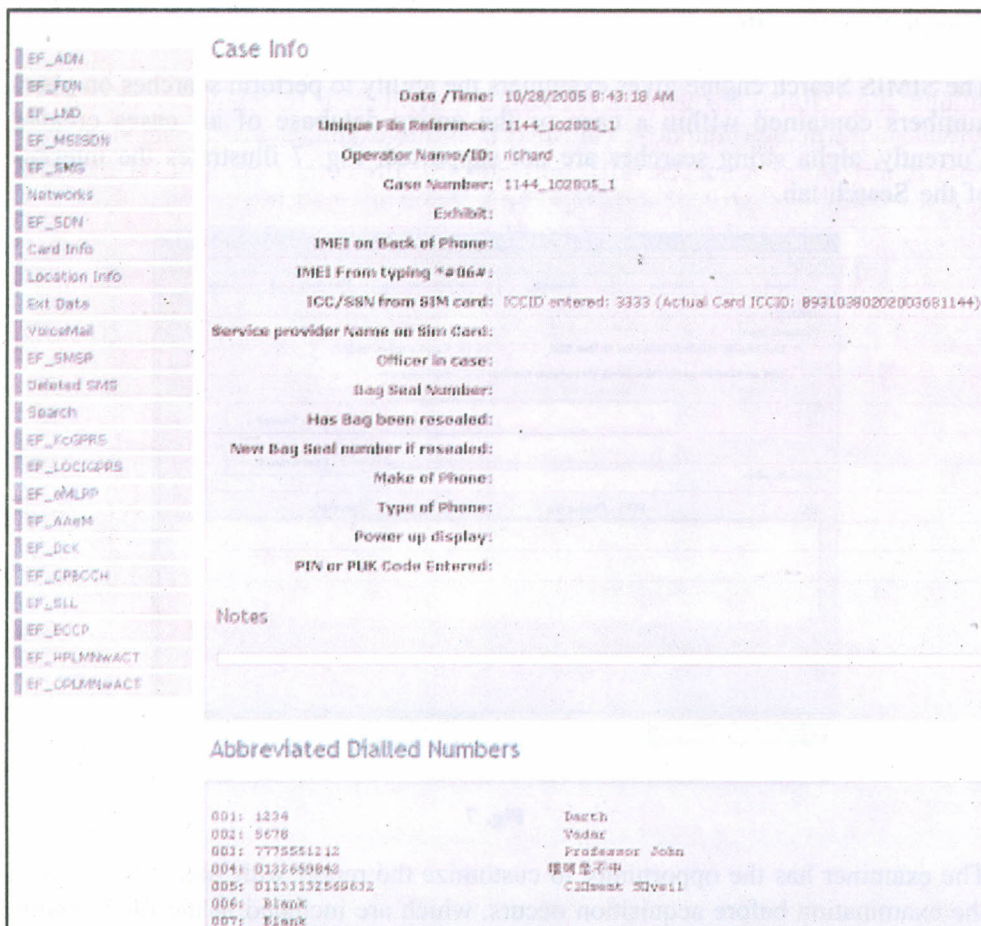 EF_ADN
EF_FDN
EF_LND
EF_MSISDN
EF_SMS
Networks
EF_SDN
Card Info
Location Info
Ext Data
VoiceMail
EF_SMSP
Deleted SMS
Search
EF_KcGPRS
EF_LOCIGPRS
EF_eMLPP
EF_AAeM
EF_Dck
EF_CPBCCH
EF_SLL
EF_BCCP
EF_HPLMNwACT
EF_OPLMNwACT
Case Info
Date /Time: 10/28/2005 8:43:18 AM
Unique File Reference: 1144_102805_1
Operator Name/ID: richard
Case Number: 1144_102805_1
Exhibit:
IMEI on Back of Phone:
IMEI From typing *#06#:
ICC/SSN from SIM card: ICCID entered: 3333 (Actual Card ICCID: 89310380202003681144)
Service provider Name on Sim Card:
Officer in case:
Bag Seal Number:
Has Bag been resealed:
New Bag Seal number if resealed:
Make of Phone:
Type of Phone:
Power up display:
PIN or PUK Code Entered:
Notes
Abbreviated Dialled Numbers
001: 1234 Darth
002: 5678 Vader
003: 7775551212 Professor John
004:
005: 01133132569632
006: Blank
007: Blank